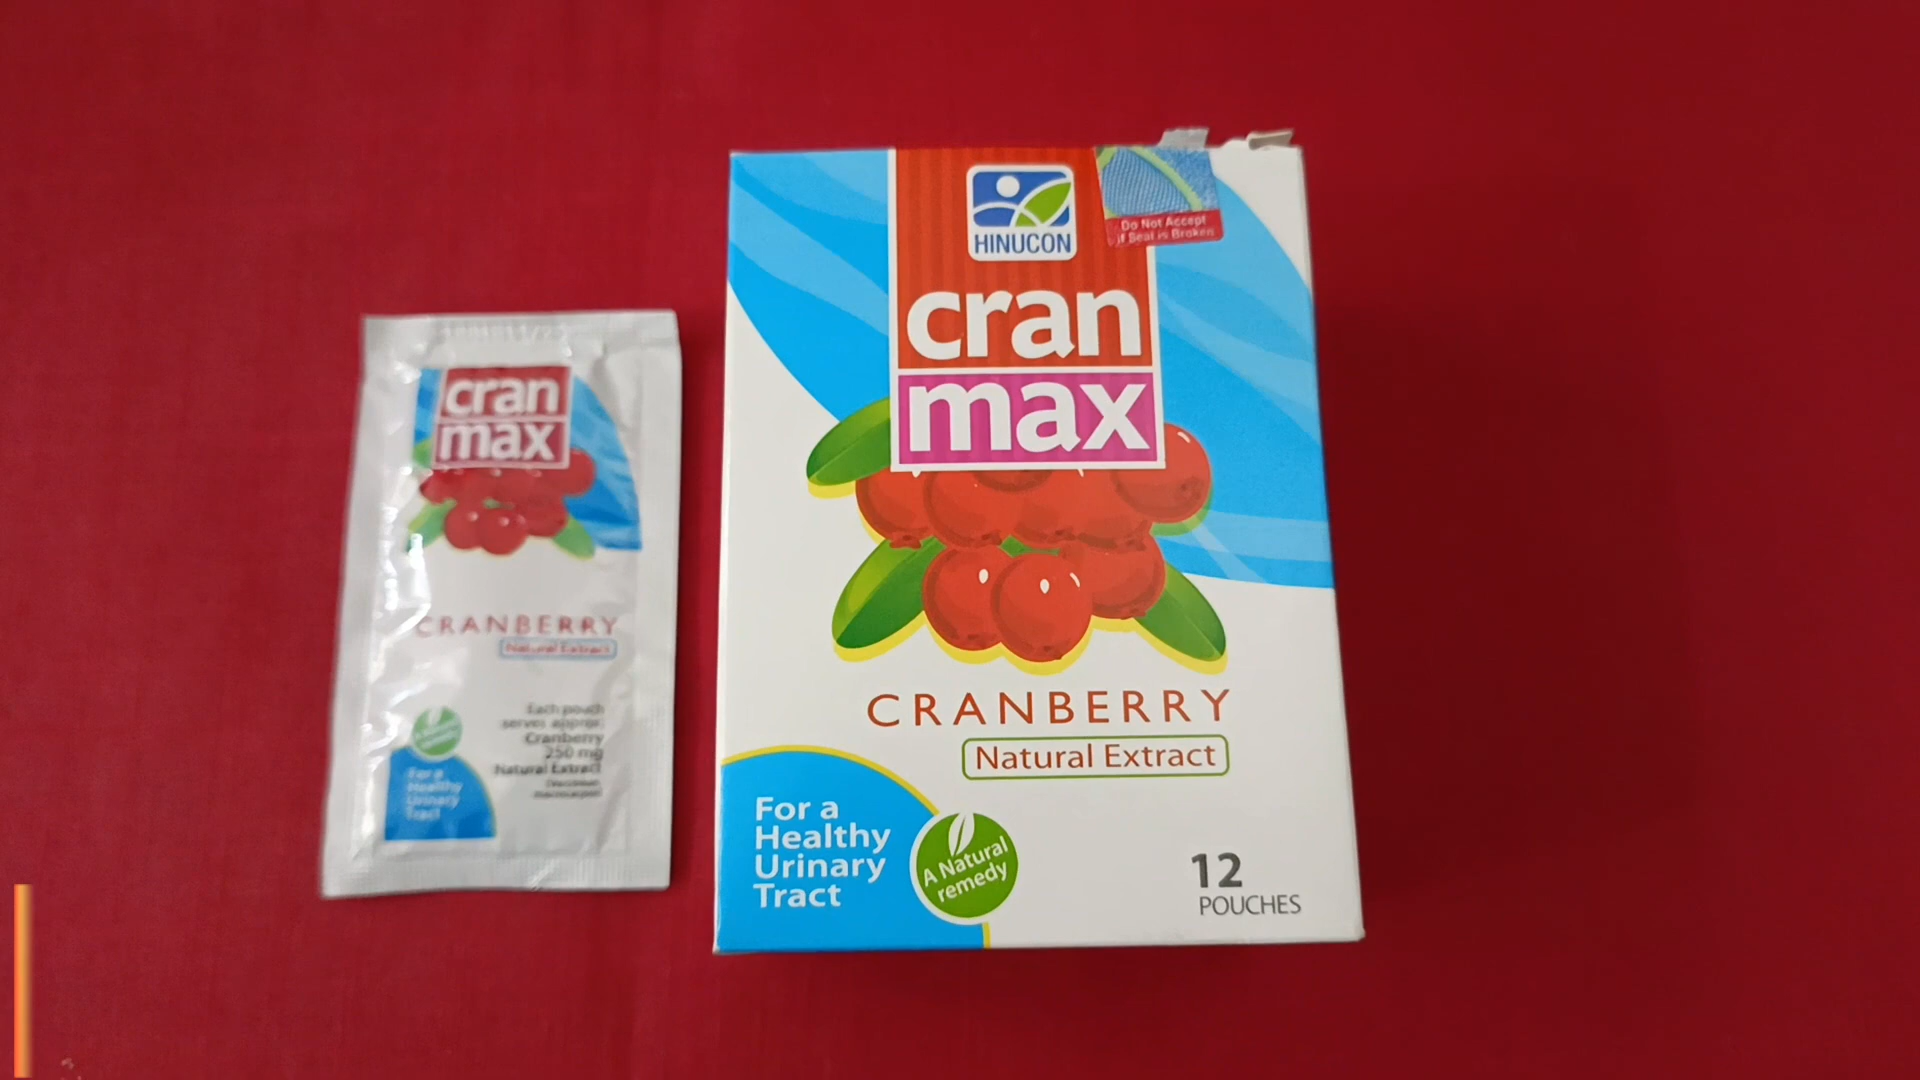 cran
max
CRANBERRY
Natural Extract
Each pouch
serves approx.
Cranberry
250 mg
Natural Extract
For a
Healthy
Urinary
Tract
HINUCON
Do Not Accept
if Seal is Broken
cran
max
CRANBERRY
Natural Extract
For a
Healthy
Urinary
Tract
A Natural
remedy
12
POUCHES